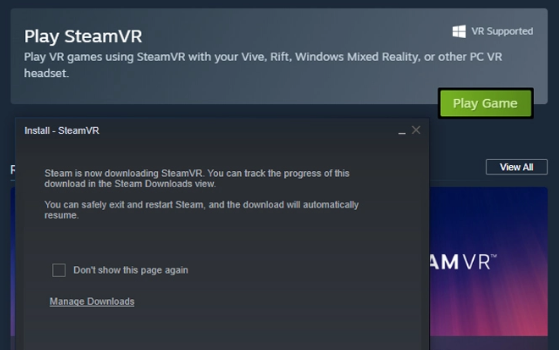 Play SteamVR
VR Supported
Play VR games using SteamVR with your Vive, Rift, Windows Mixed Reality, or other PC VR
headset.
Play Game
Install - SteamVR
View All
Steam is now downloading SteamVR. You can track the progress of this
download in the Steam Downloads view.
You can safely exit and restart Steam, and the download will automatically
resume.
AMVR™
Don't show this page again
Manage Downloads